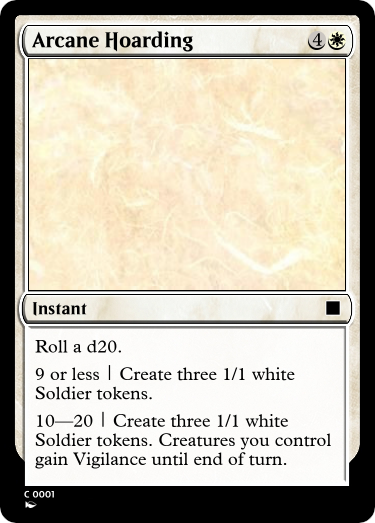 Arcane Hoarding 4
Instant
Roll a d20.
9 or less | Create three 1/1 white
Soldier tokens.
10—20 | Create three 1/1 white
Soldier tokens. Creatures you control
gain Vigilance until end of turn.
C 0001